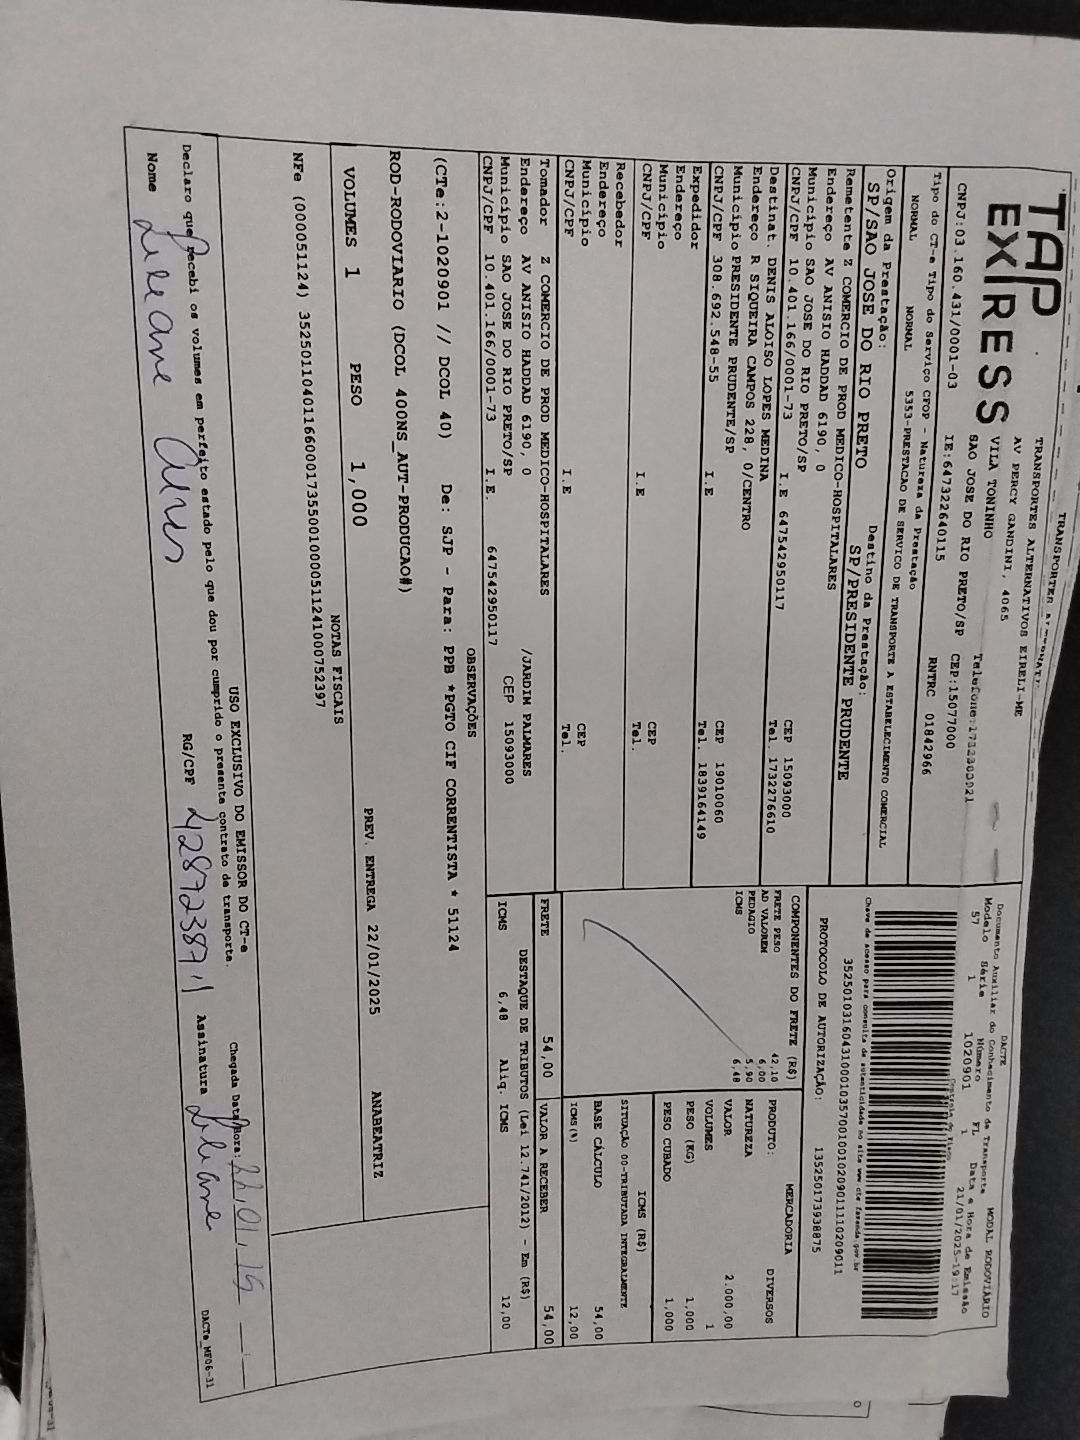 TAP
EXPRESS
TRANSPORTES ALTERNATIVOS EIRELI-ME
AV PERCY GANDINI, 4065
VILA TONINHO
SAO JOSE DO RIO PRETO/SP CEP:15077000
CNPJ:03.160.431/0001-03 IE:647322640115
RNTRC 01842966
Tipo do CT-e Tipo do Serviço CFOP - Natureza da Prestação
NORMAL NORMAL 5353-PRESTACAO DE SERVICO DE TRANSPORTE A ESTABELECIMENTO COMERCIAL
Origem da Prestação: Destino da Prestação:
SP/SAO JOSE DO RIO PRETO SP/PRESIDENTE PRUDENTE
Remetente Z COMERCIO DE PROD MEDICO-HOSPITALARES
Endereço AV ANISIO HADDAD 6190, 0
Município SAO JOSE DO RIO PRETO/SP CEP 15093000
CNPJ/CPF 10.401.166/0001-73 I.E 647542950117 Tel. 1732276610
Destinat. DENIS ALOISO LOPES MEDINA
Endereço R SIQUEIRA CAMPOS 228, 0/CENTRO
Município PRESIDENTE PRUDENTE/SP CEP 19010060
CNPJ/CPF 308.692.548-55 I.E Tel. 1839164149
Expedidor
Endereço
Município CEP
CNPJ/CPF I.E Tel.
Recebedor
Endereço
Município CEP
CNPJ/CPF I.E Tel.
Tomador Z COMERCIO DE PROD MEDICO-HOSPITALARES
Endereço AV ANISIO HADDAD 6190, 0 /JARDIM PALMARES
Município SAO JOSE DO RIO PRETO/SP CEP 15093000
CNPJ/CPF 10.401.166/0001-73 I.E. 647542950117
DACTE MODAL RODOVIÁRIO
Documento Auxiliar do Conhecimento de Transporte
Modelo Série Número FL Data e Hora de Emissão
57 1 1020901 1 21/01/2025-19:17
Controle do Fisco
Chave de acesso para consulta de autenticidade no site www.cte.fazenda.gov.br
35250103160431000103570010010209011110209011
PROTOCOLO DE AUTORIZAÇÃO: 135250173938875
COMPONENTES DO FRETE (R$)
FRETE PESO 42,10
AD VALOREM 6,00
PEDAGIO 5,90
ICMS 6,48
MERCADORIA
PRODUTO: DIVERSOS
NATUREZA
VALOR 2.000,00
VOLUMES 1
PESO (KG) 1,000
PESO CUBADO 1,000
ICMS (R$)
SITUAÇÃO 00-TRIBUTADA INTEGRALMENTE
BASE CÁLCULO 54,00
ICMS(%) 12,00
FRETE 54,00 VALOR A RECEBER 54,00
DESTAQUE DE TRIBUTOS (Lei 12.741/2012) - Em (R$)
ICMS 6,48 Aliq. ICMS 12,00
OBSERVAÇÕES
(CTe:2-1020901 // DCOL 40) De: SJP - Para: PPB *PGTO CIF CORRENTISTA * 51124
ROD-RODOVIARIO (DCOL 400NS_AUT-PRODUCAO#)
VOLUMES 1 PESO 1,000 PREV. ENTREGA 22/01/2025 ANABEATRIZ
NOTAS FISCAIS
NFe (000051124) 35250110401166000173550010000511241000752397
USO EXCLUSIVO DO EMISSOR DO CT-e
Declaro que recebi os volumes em perfeito estado pelo que dou por cumprido o presente contrato de transporte.
Chegada Data/Hora:
Nome Lileane Alves RG/CPF Assinatura Lileane
DACTe_MF06-31